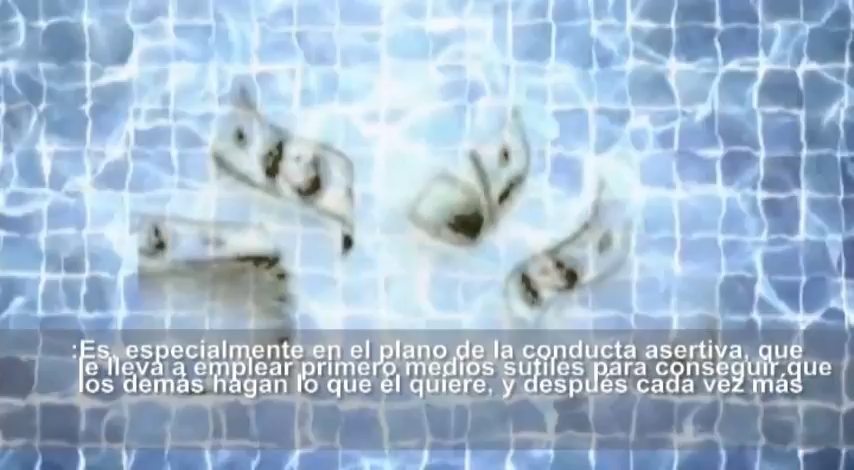 :Es, especialmente en el plano de la conducta asertiva, que
le lleva a emplear primero medios sutiles para conseguir que
los demás hagan lo que él quiere, y después cada vez más